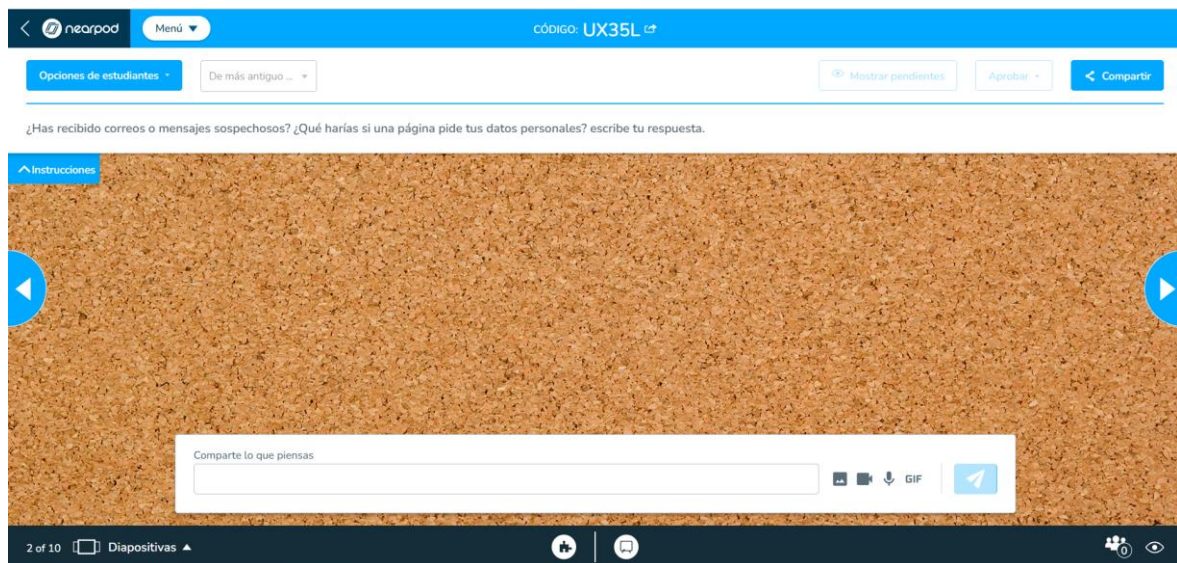 nearpod
Menú
CÓDIGO: UX35L
Opciones de estudiantes
De más antiguo ...
Mostrar pendientes
Aprobar
Compartir
¿Has recibido correos o mensajes sospechosos? ¿Qué harías si una página pide tus datos personales? escribe tu respuesta.
Instrucciones
Comparte lo que piensas
GIF
2 of 10
Diapositivas
0